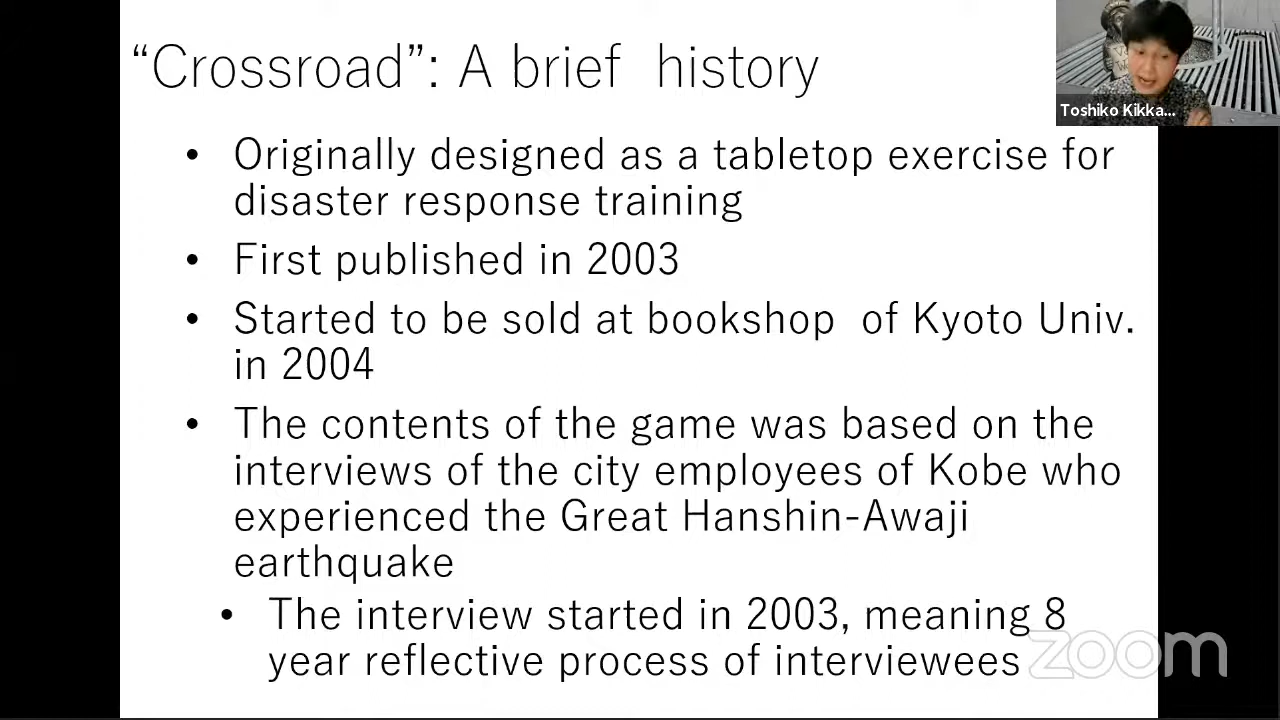 “Crossroad”: A brief history
Toshiko Kikka...
• Originally designed as a tabletop exercise for
disaster response training
• First published in 2003
• Started to be sold at bookshop of Kyoto Univ.
in 2004
• The contents of the game was based on the
interviews of the city employees of Kobe who
experienced the Great Hanshin-Awaji
earthquake
• The interview started in 2003, meaning 8
year reflective process of interviewees
zoom